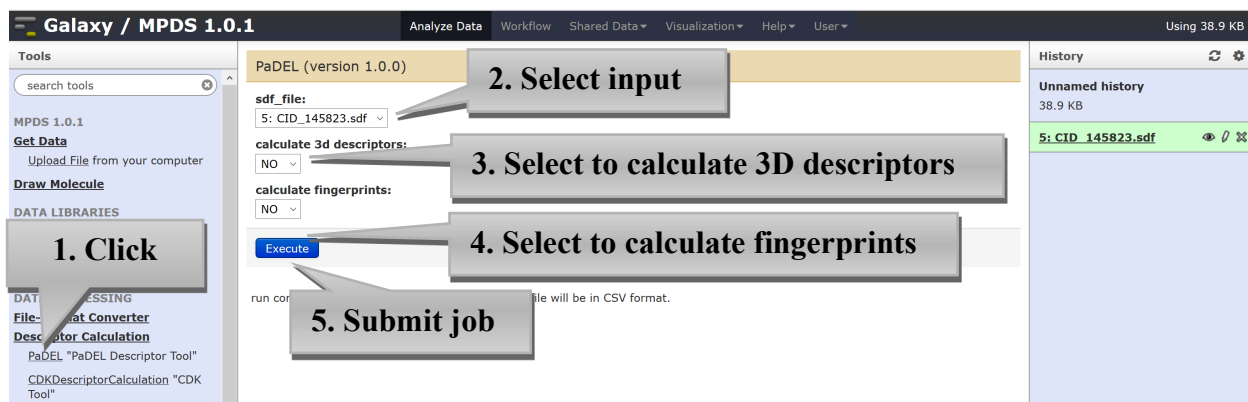 Galaxy / MPDS 1.0.1
Analyze Data Workflow Shared Data Visualization Help User
Using 38.9 KB
Tools
search tools
MPDS 1.0.1
Get Data
Upload File from your computer
Draw Molecule
DATA LIBRARIES
1. Click
File- at Converter
Descriptor Calculation
PaDEL "PaDEL Descriptor Tool"
CDKDescriptorCalculation "CDK
Tool"
PaDEL (version 1.0.0)
2. Select input
sdf_file:
5: CID_145823.sdf
calculate 3d descriptors:
NO
3. Select to calculate 3D descriptors
calculate fingerprints:
NO
4. Select to calculate fingerprints
Execute
run file will be in CSV format.
5. Submit job
History
Unnamed history
38.9 KB
5: CID_145823.sdf